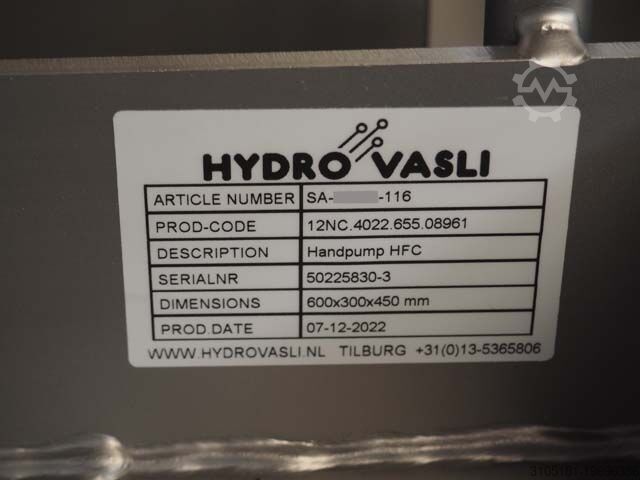 HYDRO VASLI
ARTICLE NUMBER SA- -116
PROD-CODE 12NC.4022.655.08961
DESCRIPTION Handpump HFC
SERIALNR 50225830-3
DIMENSIONS 600x300x450 mm
PROD.DATE 07-12-2022
WWW.HYDROVASLI.NL TILBURG +31(0)13-5365806